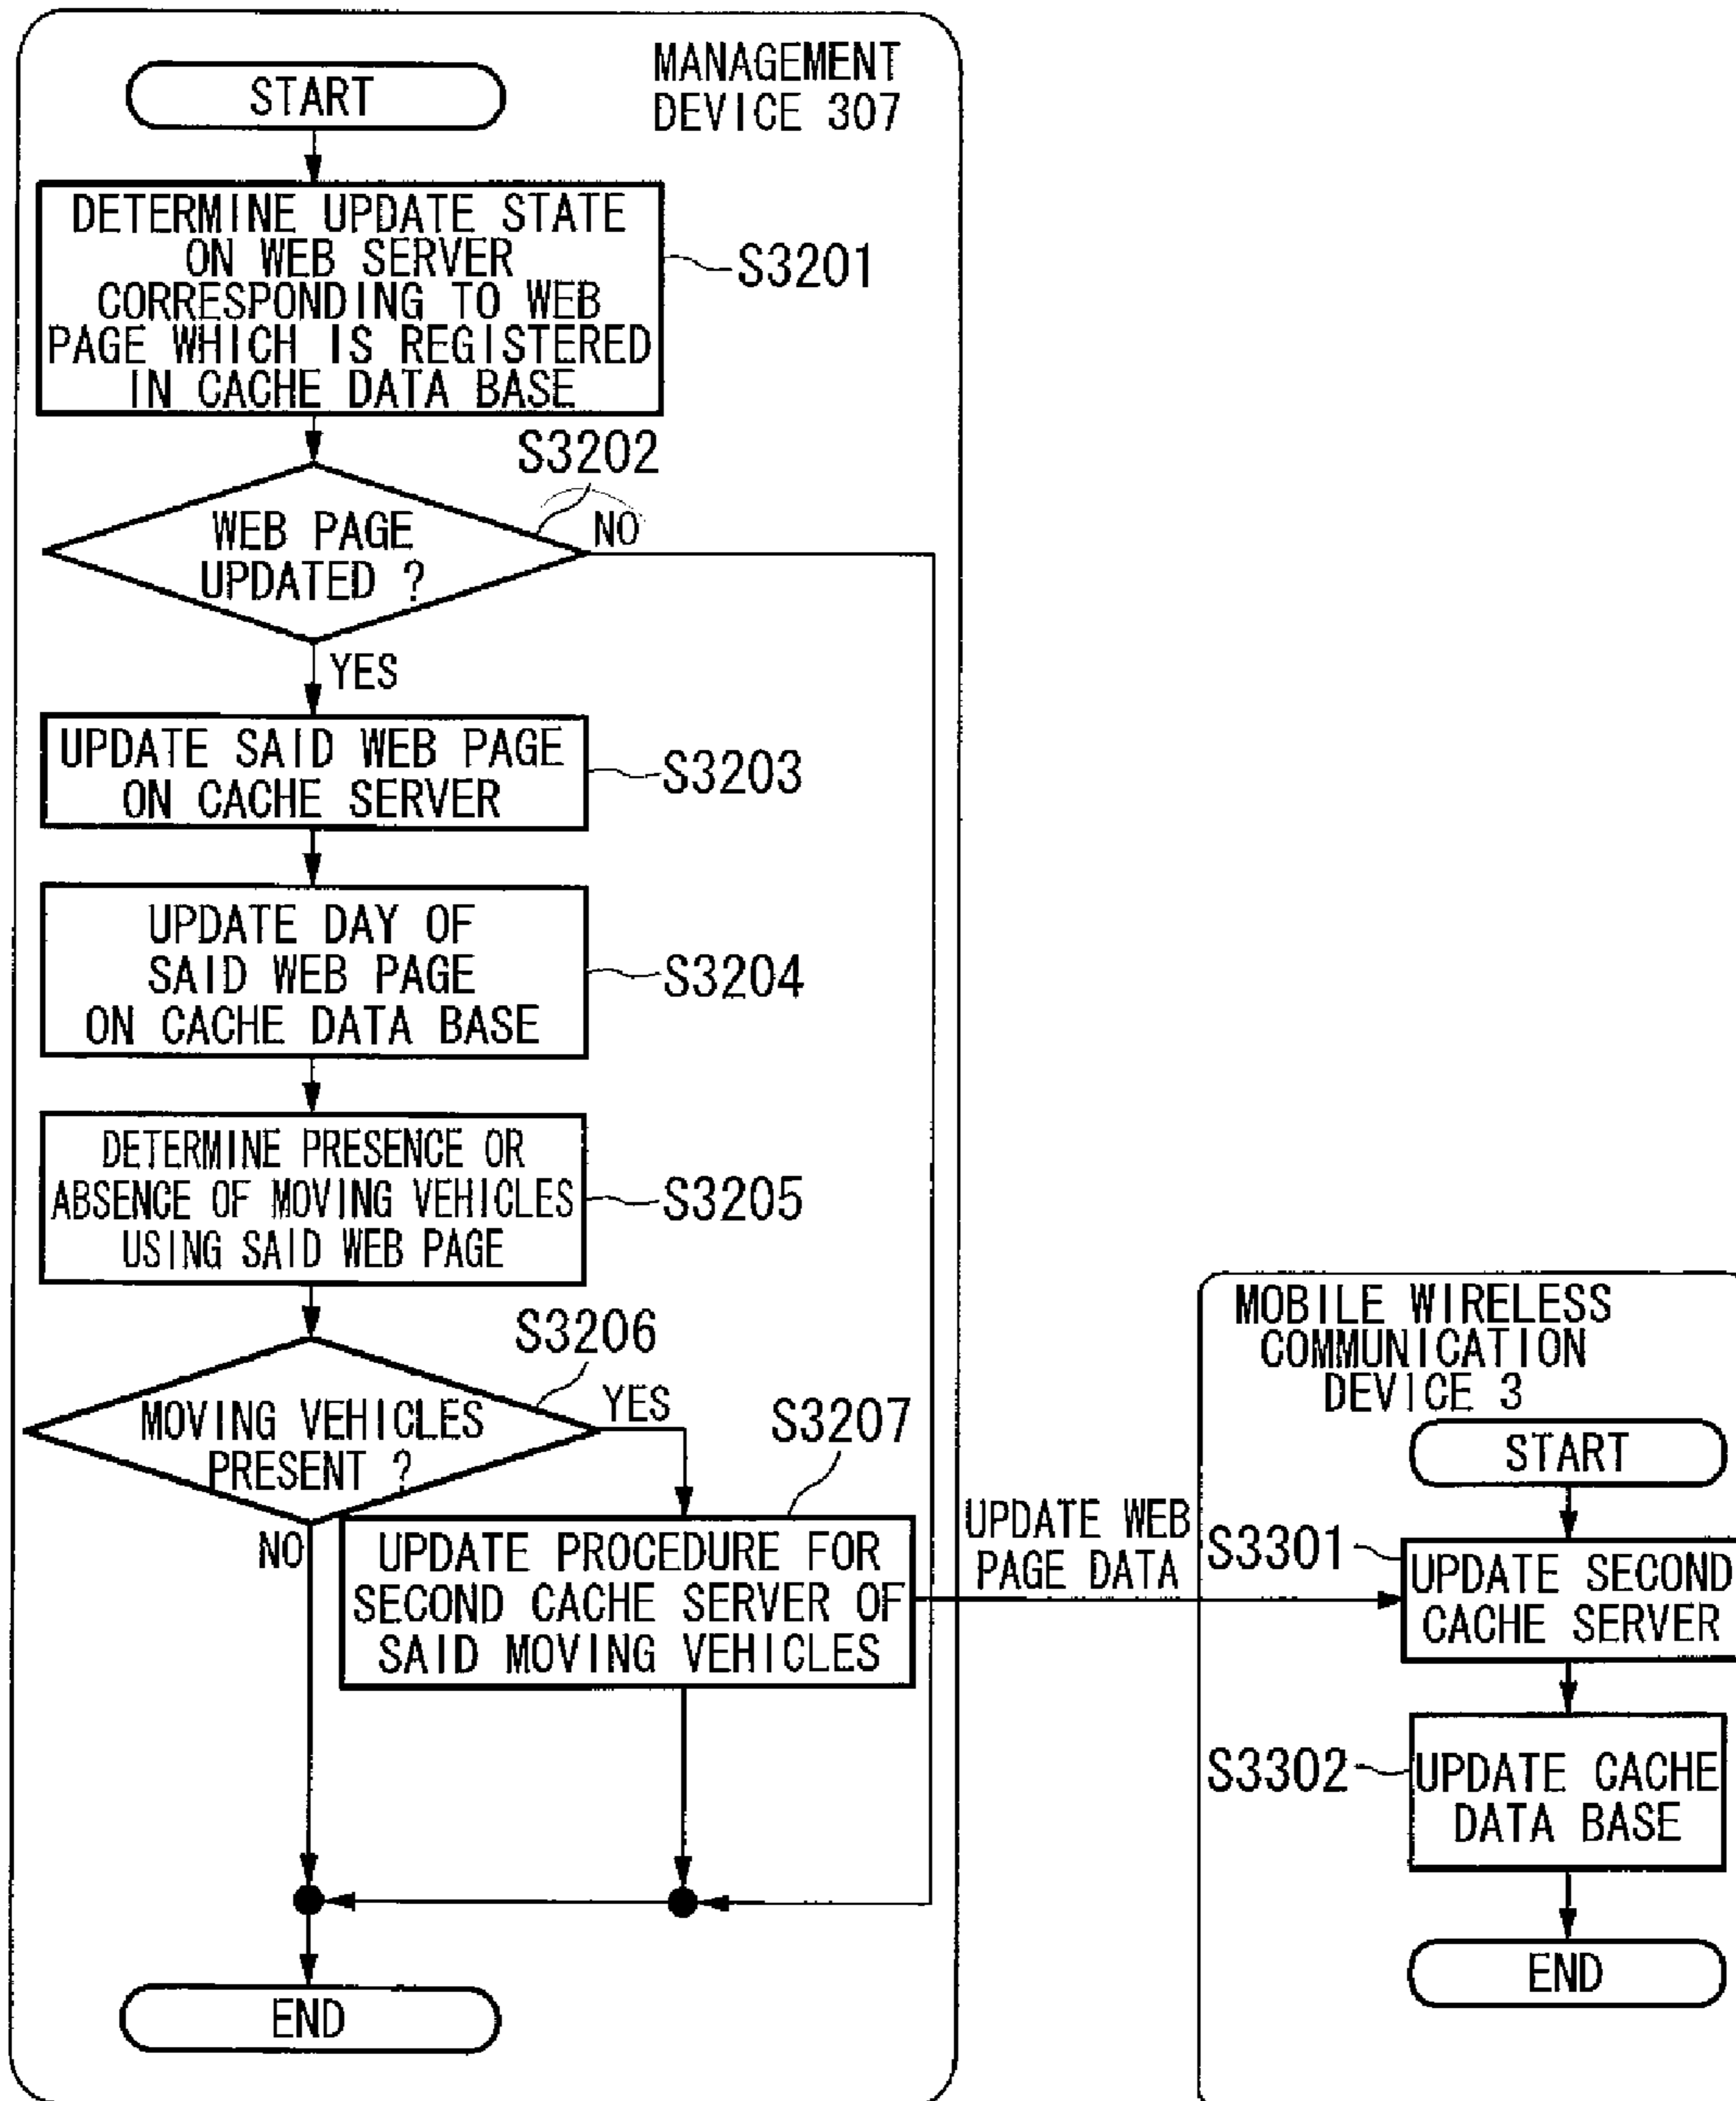 MANAGEMENT
DEVICE 307
START
DETERMINE UPDATE STATE
ON WEB SERVER
CORRESPONDING TO WEB
PAGE WHICH IS REGISTERED
IN CACHE DATA BASE
S3201
S3202
WEB PAGE
UPDATED ?
NO
YES
UPDATE SAID WEB PAGE
ON CACHE SERVER
S3203
UPDATE DAY OF
SAID WEB PAGE
ON CACHE DATA BASE
S3204
DETERMINE PRESENCE OR
ABSENCE OF MOVING VEHICLES
USING SAID WEB PAGE
S3205
S3206
MOVING VEHICLES
PRESENT ?
YES
NO
S3207
UPDATE PROCEDURE FOR
SECOND CACHE SERVER OF
SAID MOVING VEHICLES
END
UPDATE WEB
PAGE DATA
MOBILE WIRELESS
COMMUNICATION
DEVICE 3
START
S3301
UPDATE SECOND
CACHE SERVER
S3302
UPDATE CACHE
DATA BASE
END